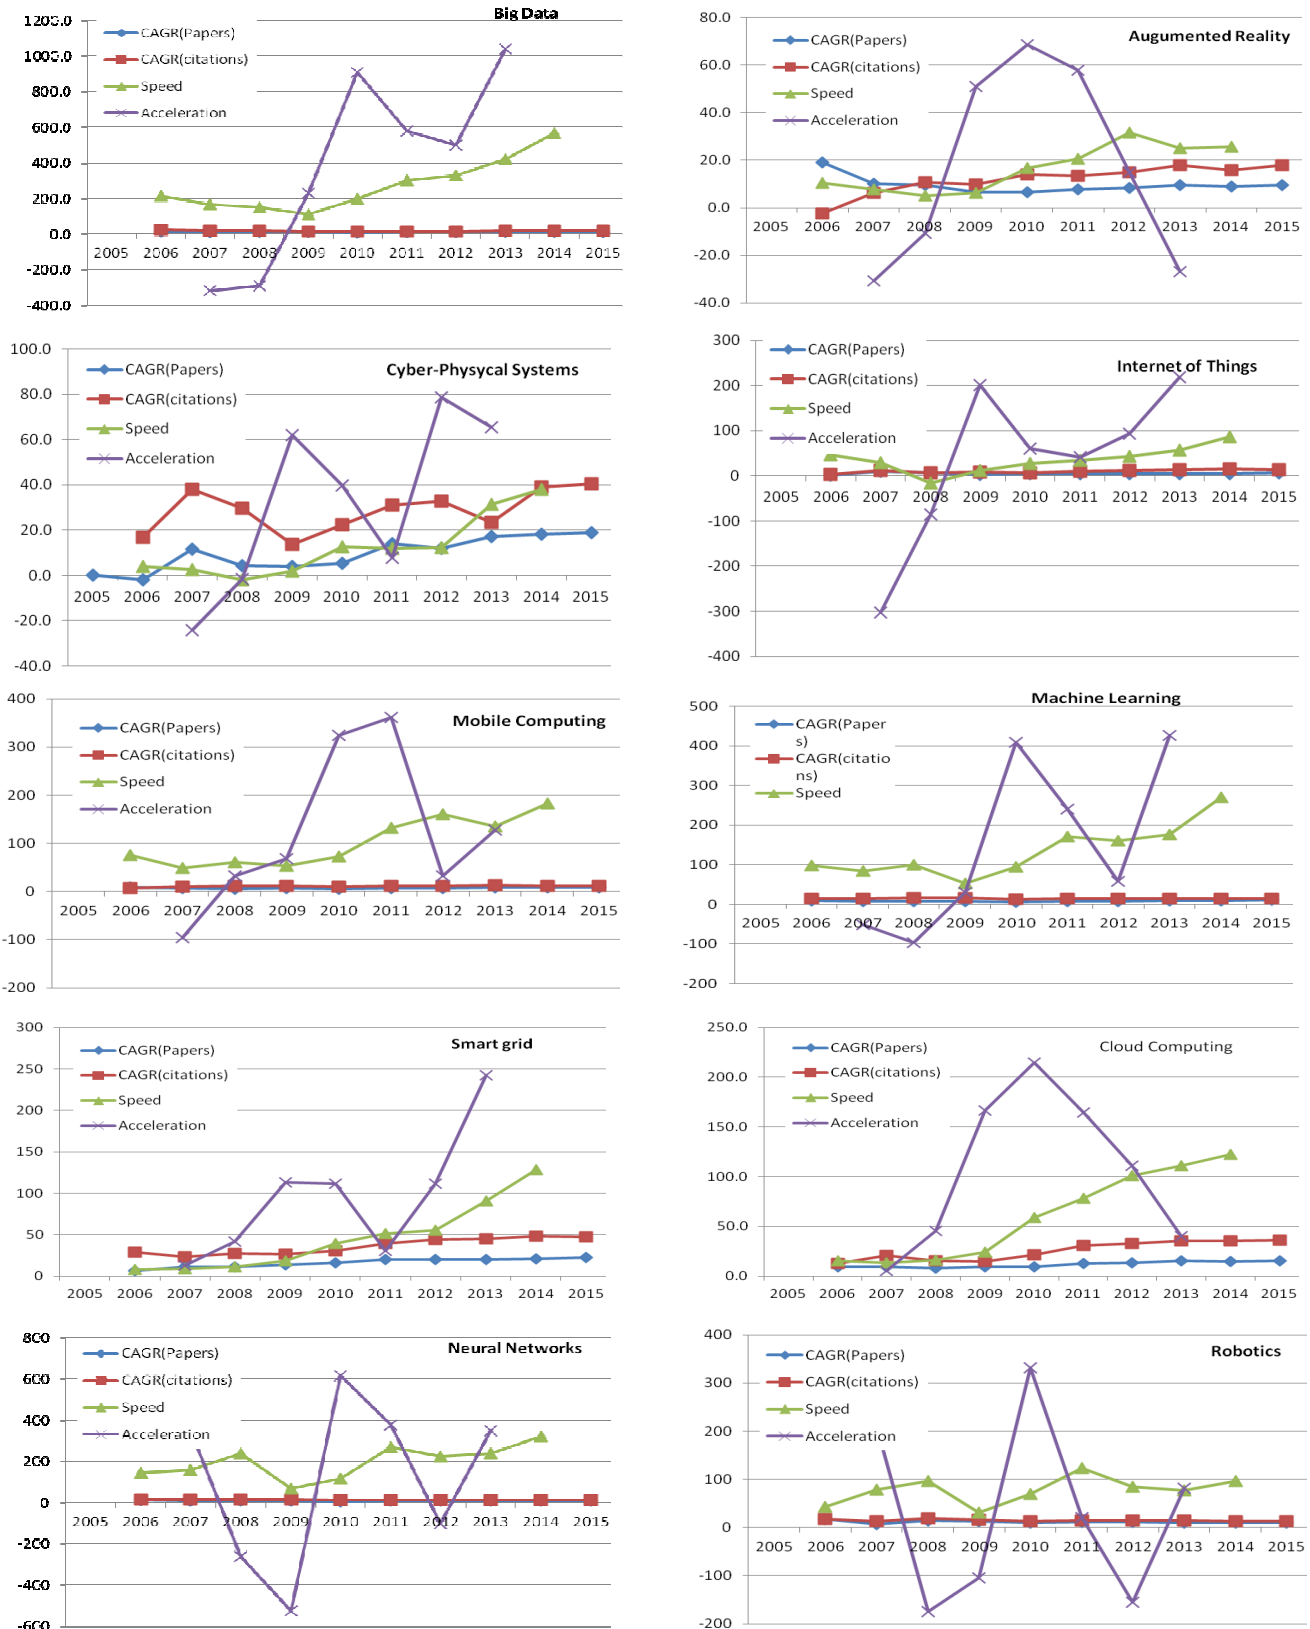 Big Data
1200.0
1000.0
800.0
600.0
400.0
200.0
0.0
-200.0
-400.0
CAGR(Papers)
CAGR(citations)
Speed
Acceleration
2005 2006 2007 2008 2009 2010 2011 2012 2013 2014 2015
Augumented Reality
80.0
60.0
40.0
20.0
0.0
-20.0
-40.0
CAGR(Papers)
CAGR(citations)
Speed
Acceleration
2005 2006 2007 2008 2009 2010 2011 2012 2013 2014 2015
Cyber-Physycal Systems
100.0
80.0
60.0
40.0
20.0
0.0
-20.0
-40.0
CAGR(Papers)
CAGR(citations)
Speed
Acceleration
2005 2006 2007 2008 2009 2010 2011 2012 2013 2014 2015
Internet of Things
300
200
100
0
-100
-200
-300
-400
CAGR(Papers)
CAGR(citations)
Speed
Acceleration
2005 2006 2007 2008 2009 2010 2011 2012 2013 2014 2015
Mobile Computing
400
300
200
100
0
-100
-200
CAGR(Papers)
CAGR(citations)
Speed
Acceleration
2005 2006 2007 2008 2009 2010 2011 2012 2013 2014 2015
Machine Learning
500
400
300
200
100
0
-100
-200
CAGR(Paper
s)
CAGR(citatio
ns)
Speed
2005 2006 2007 2008 2009 2010 2011 2012 2013 2014 2015
Smart grid
300
250
200
150
100
50
0
CAGR(Papers)
CAGR(citations)
Speed
Acceleration
2005 2006 2007 2008 2009 2010 2011 2012 2013 2014 2015
Cloud Computing
250.0
200.0
150.0
100.0
50.0
0.0
CAGR(Papers)
CAGR(citations)
Speed
Acceleration
2005 2006 2007 2008 2009 2010 2011 2012 2013 2014 2015
Neural Networks
800
600
400
200
0
-200
-400
-600
CAGR(Papers)
CAGR(citations)
Speed
Acceleration
2005 2006 2007 2008 2009 2010 2011 2012 2013 2014 2015
Robotics
400
300
200
100
0
-100
-200
CAGR(Papers)
CAGR(citations)
Speed
Acceleration
2005 2006 2007 2008 2009 2010 2011 2012 2013 2014 2015